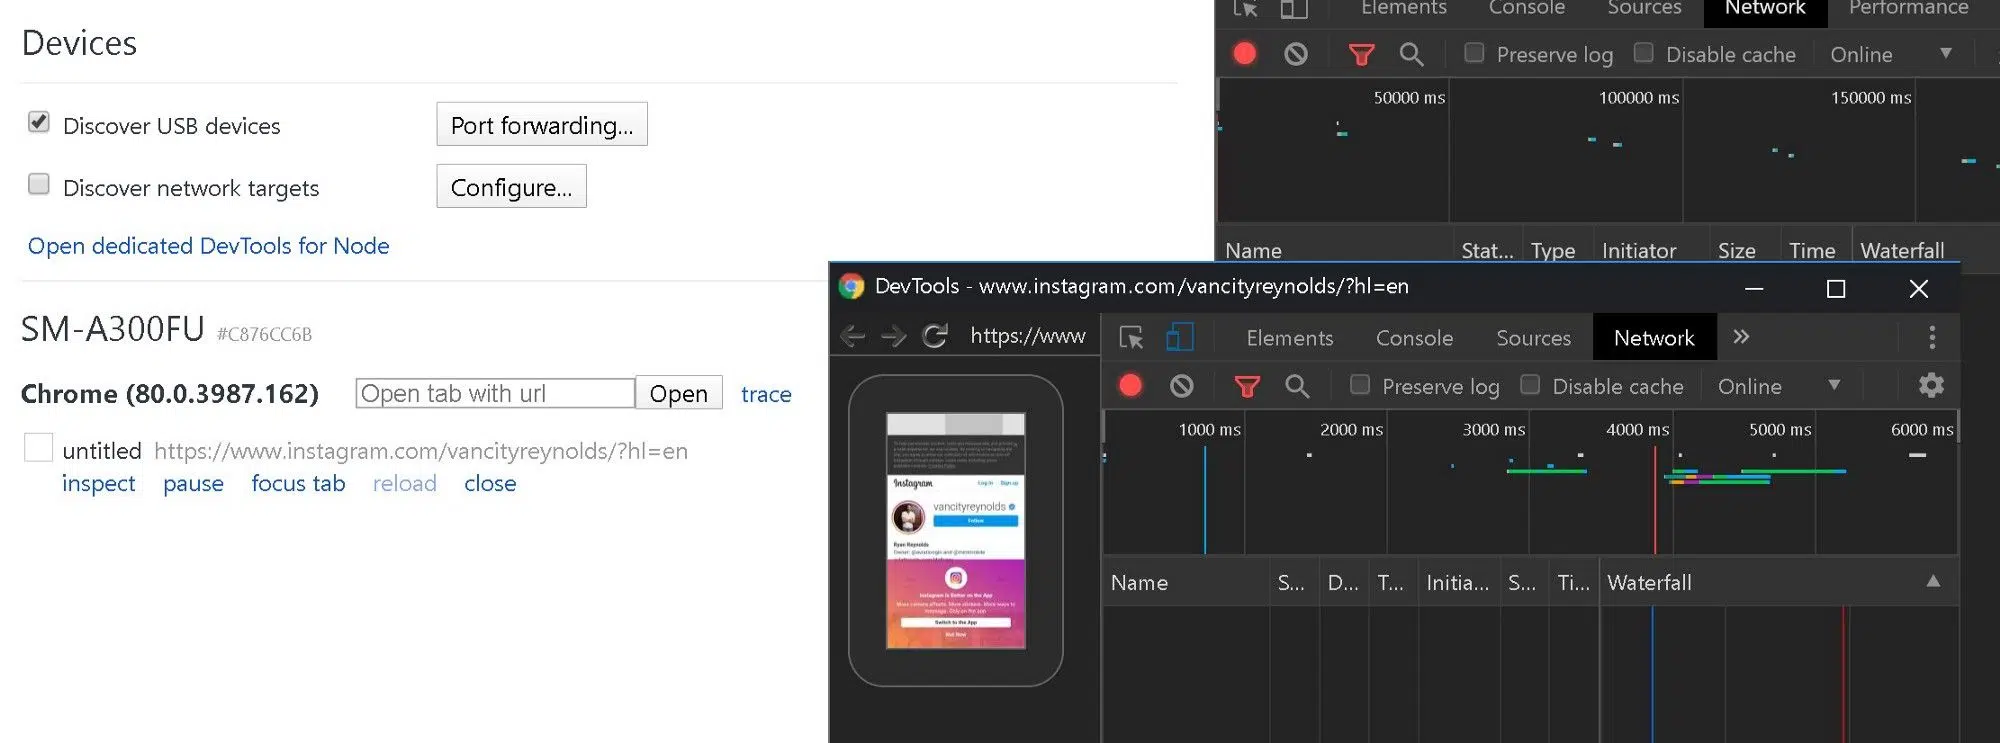 Devices
Discover USB devices
Port forwarding...
Discover network targets
Configure...
Open dedicated DevTools for Node
SM-A300FU #C876CC6B
Chrome (80.0.3987.162)
Open tab with url
Open
trace
untitled https://www.instagram.com/vancityreynolds/?hl=en
inspect pause focus tab reload close
Elements Console Sources Network Performance
Preserve log Disable cache Online
50000 ms 100000 ms 150000 ms
Name Stat... Type Initiator Size Time Waterfall
DevTools - www.instagram.com/vancityreynolds/?hl=en
https://www
Elements Console Sources Network
Preserve log Disable cache Online
1000 ms 2000 ms 3000 ms 4000 ms 5000 ms 6000 ms
Name S... D... T... Initia... S... Ti... Waterfall
Instagram Log In Sign up
vancityreynolds
Follow
Ryan Reynolds
Instagram is Better on the App
Switch to the App
Not Now